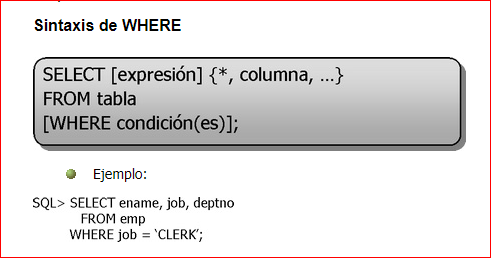 Sintaxis de WHERE
SELECT [expresión] {*, columna, …}
FROM tabla
[WHERE condición(es)];
Ejemplo:
SQL> SELECT ename, job, deptno
FROM emp
WHERE job = ‘CLERK’;